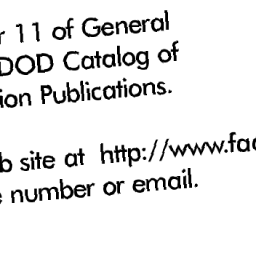 r 11 of General
DOD Catalog of
ion Publications.
b site at http://www.fac
number or email.